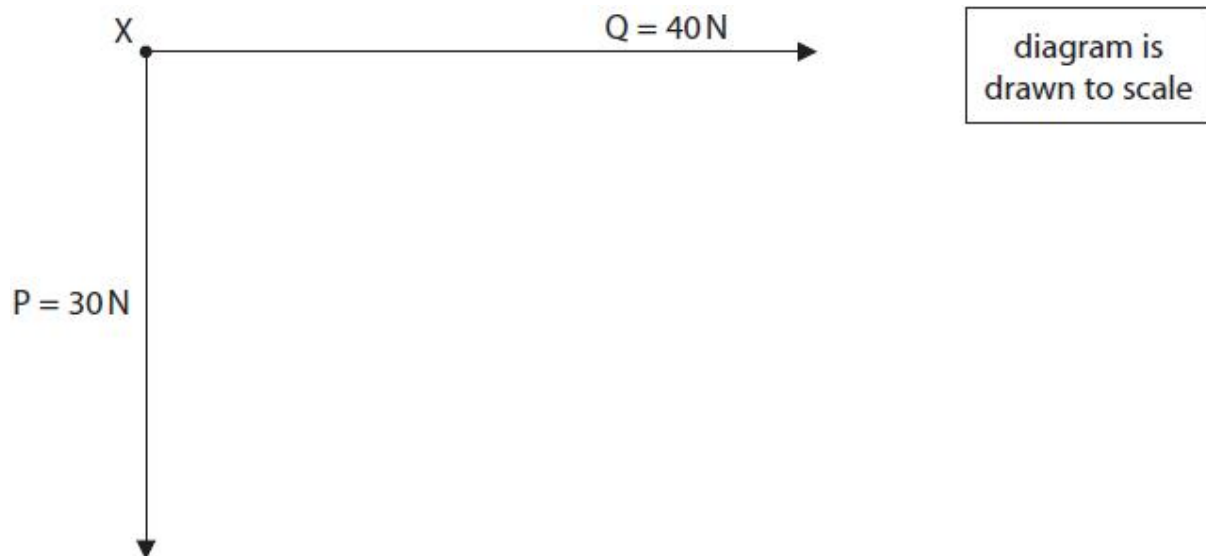 X
Q = 40 N
diagram is
drawn to scale
P = 30 N